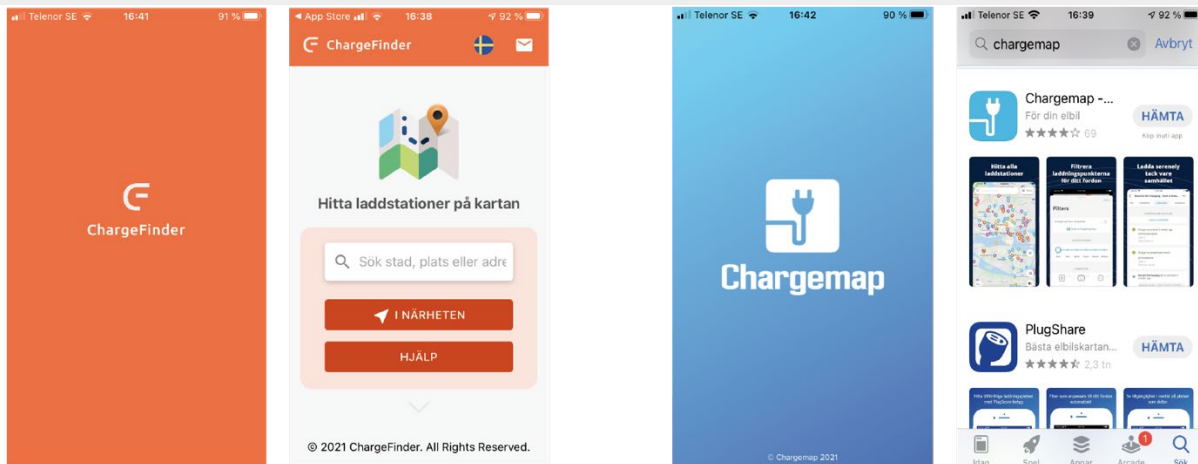 Telenor SE 16:41 91 %
ChargeFinder
App Store 16:38 92 %
ChargeFinder
Hitta laddstationer på kartan
Sök stad, plats eller adre
I NÄRHETEN
HJÄLP
© 2021 ChargeFinder. All Rights Reserved.
Telenor SE 16:42 90 %
Chargemap
© Chargemap 2021
Telenor SE 16:39 92 %
chargemap Avbryt
Chargemap -...
För din elbil
69
HÄMTA
Köp inuti app
Hitta alla
laddstationer
Filtrera
laddningspunkterna
för ditt fordon
Ladda serenely
tack vare
samhället
Filters
PlugShare
Bästa elbilskartan...
2,3 tn
HÄMTA
Idag Spel Appar Arcade 1 Sök